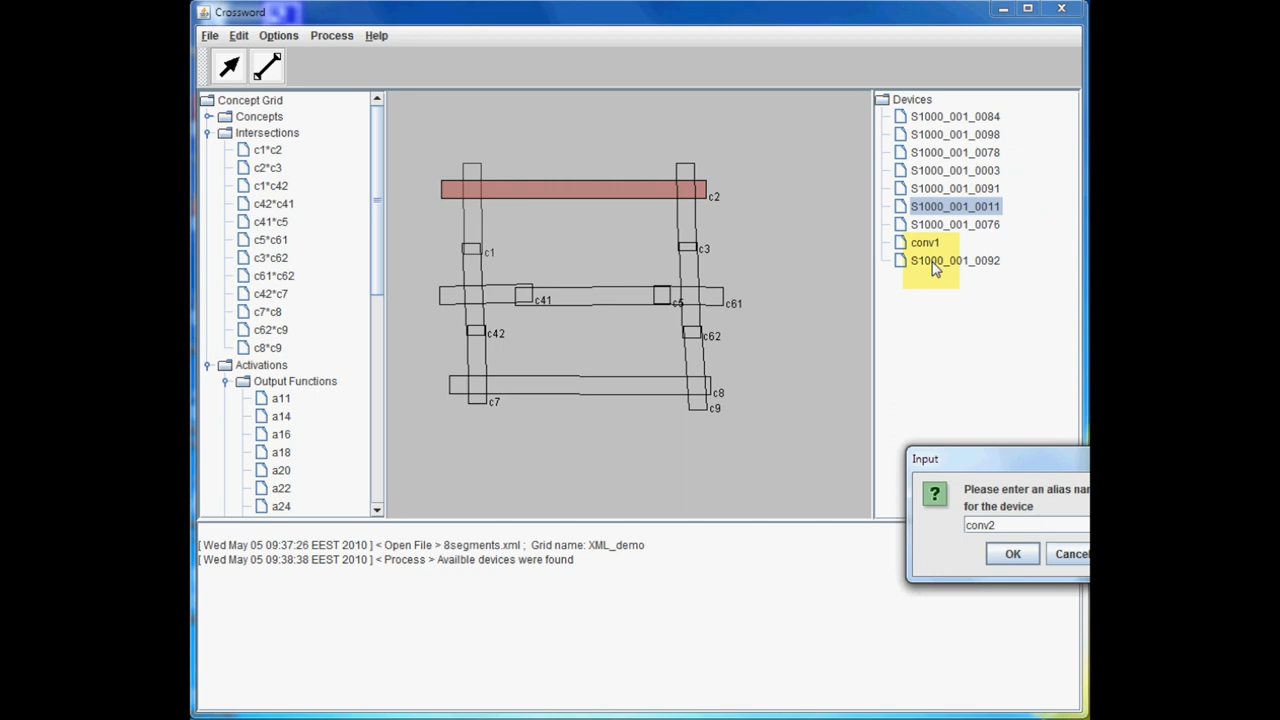 Crossword
File Edit Options Process Help
Concept Grid
Concepts
Intersections
c1*c2
c2*c3
c1*c42
c42*c41
c41*c5
c5*c61
c3*c62
c61*c62
c42*c7
c7*c8
c62*c9
c8*c9
Activations
Output Functions
a11
a14
a16
a18
a20
a22
a24
c2
c1
c3
c41
c5
c61
c42
c62
c8
c7
c9
Devices
S1000_001_0084
S1000_001_0098
S1000_001_0078
S1000_001_0003
S1000_001_0091
S1000_001_0011
S1000_001_0076
conv1
S1000_001_0092
Input
?
Please enter an alias nar
for the device
conv2
OK Cance
[ Wed May 05 09:37:26 EEST 2010 ] < Open File > 8segments.xml ; Grid name: XML_demo
[ Wed May 05 09:38:38 EEST 2010 ] < Process > Availble devices were found